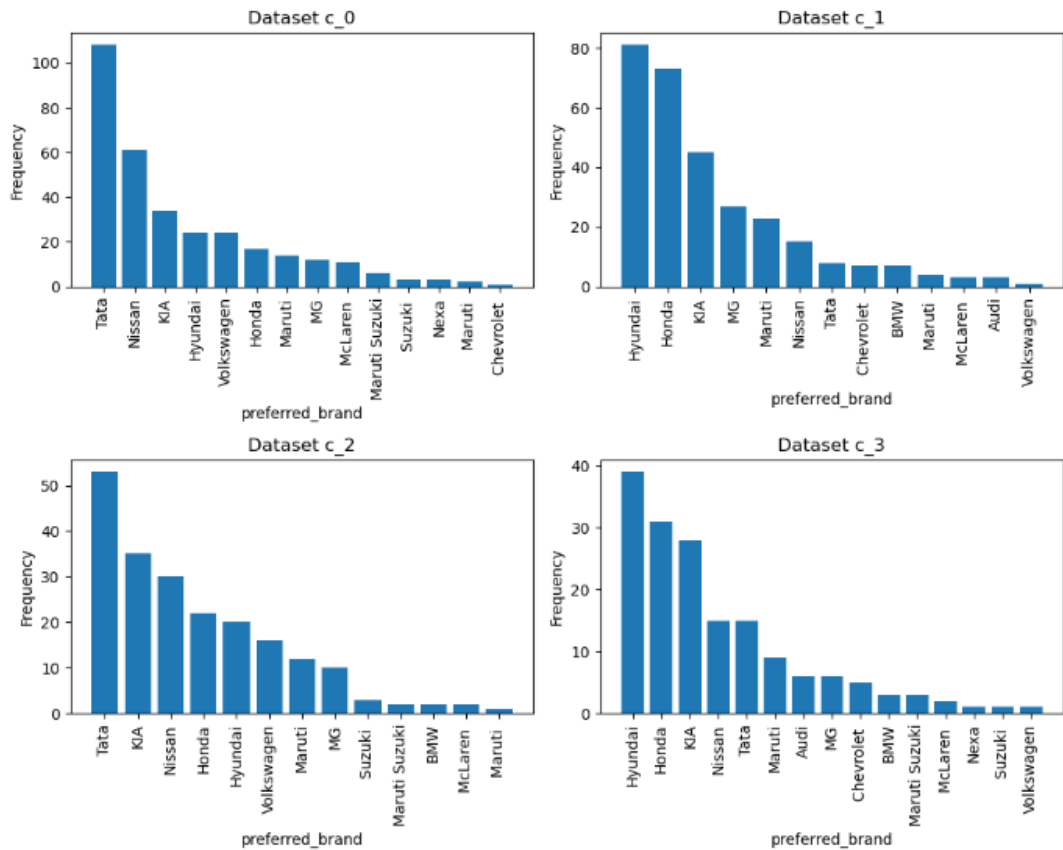 Dataset c_0
Frequency
100
80
60
40
20
0
Tata
Nissan
KIA
Hyundai
Volkswagen
Honda
Maruti
MG
McLaren
Maruti Suzuki
Suzuki
Nexa
Maruti
Chevrolet
preferred_brand
Dataset c_1
Frequency
80
60
40
20
0
Hyundai
Honda
KIA
MG
Maruti
Nissan
Tata
Chevrolet
BMW
Maruti
McLaren
Audi
Volkswagen
preferred_brand
Dataset c_2
Frequency
50
40
30
20
10
0
Tata
KIA
Nissan
Honda
Hyundai
Volkswagen
Maruti
MG
Suzuki
Maruti Suzuki
BMW
McLaren
Maruti
preferred_brand
Dataset c_3
Frequency
40
30
20
10
0
Hyundai
Honda
KIA
Nissan
Tata
Maruti
Audi
MG
Chevrolet
BMW
Maruti Suzuki
McLaren
Nexa
Suzuki
Volkswagen
preferred_brand